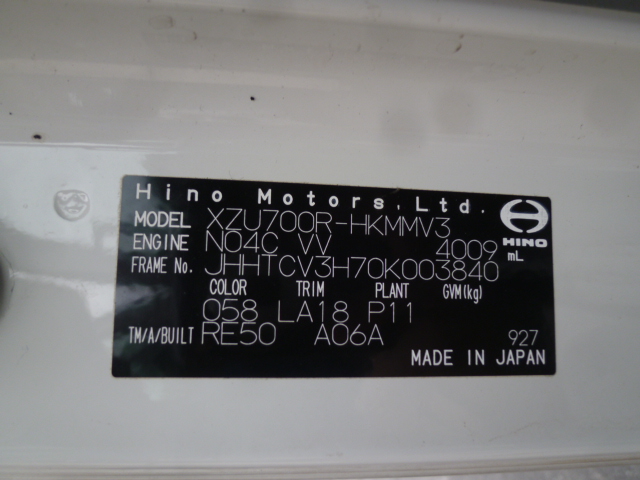 Hino Motors, Ltd.
HINO
MODEL XZU700R-HKMMV3
ENGINE N04C VV 4009 mL
FRAME No. JHHTCV3H70K003840
COLOR TRIM PLANT GVM(kg)
058 LA18 P11
TM/A/BUILT RE50 A06A 927
MADE IN JAPAN